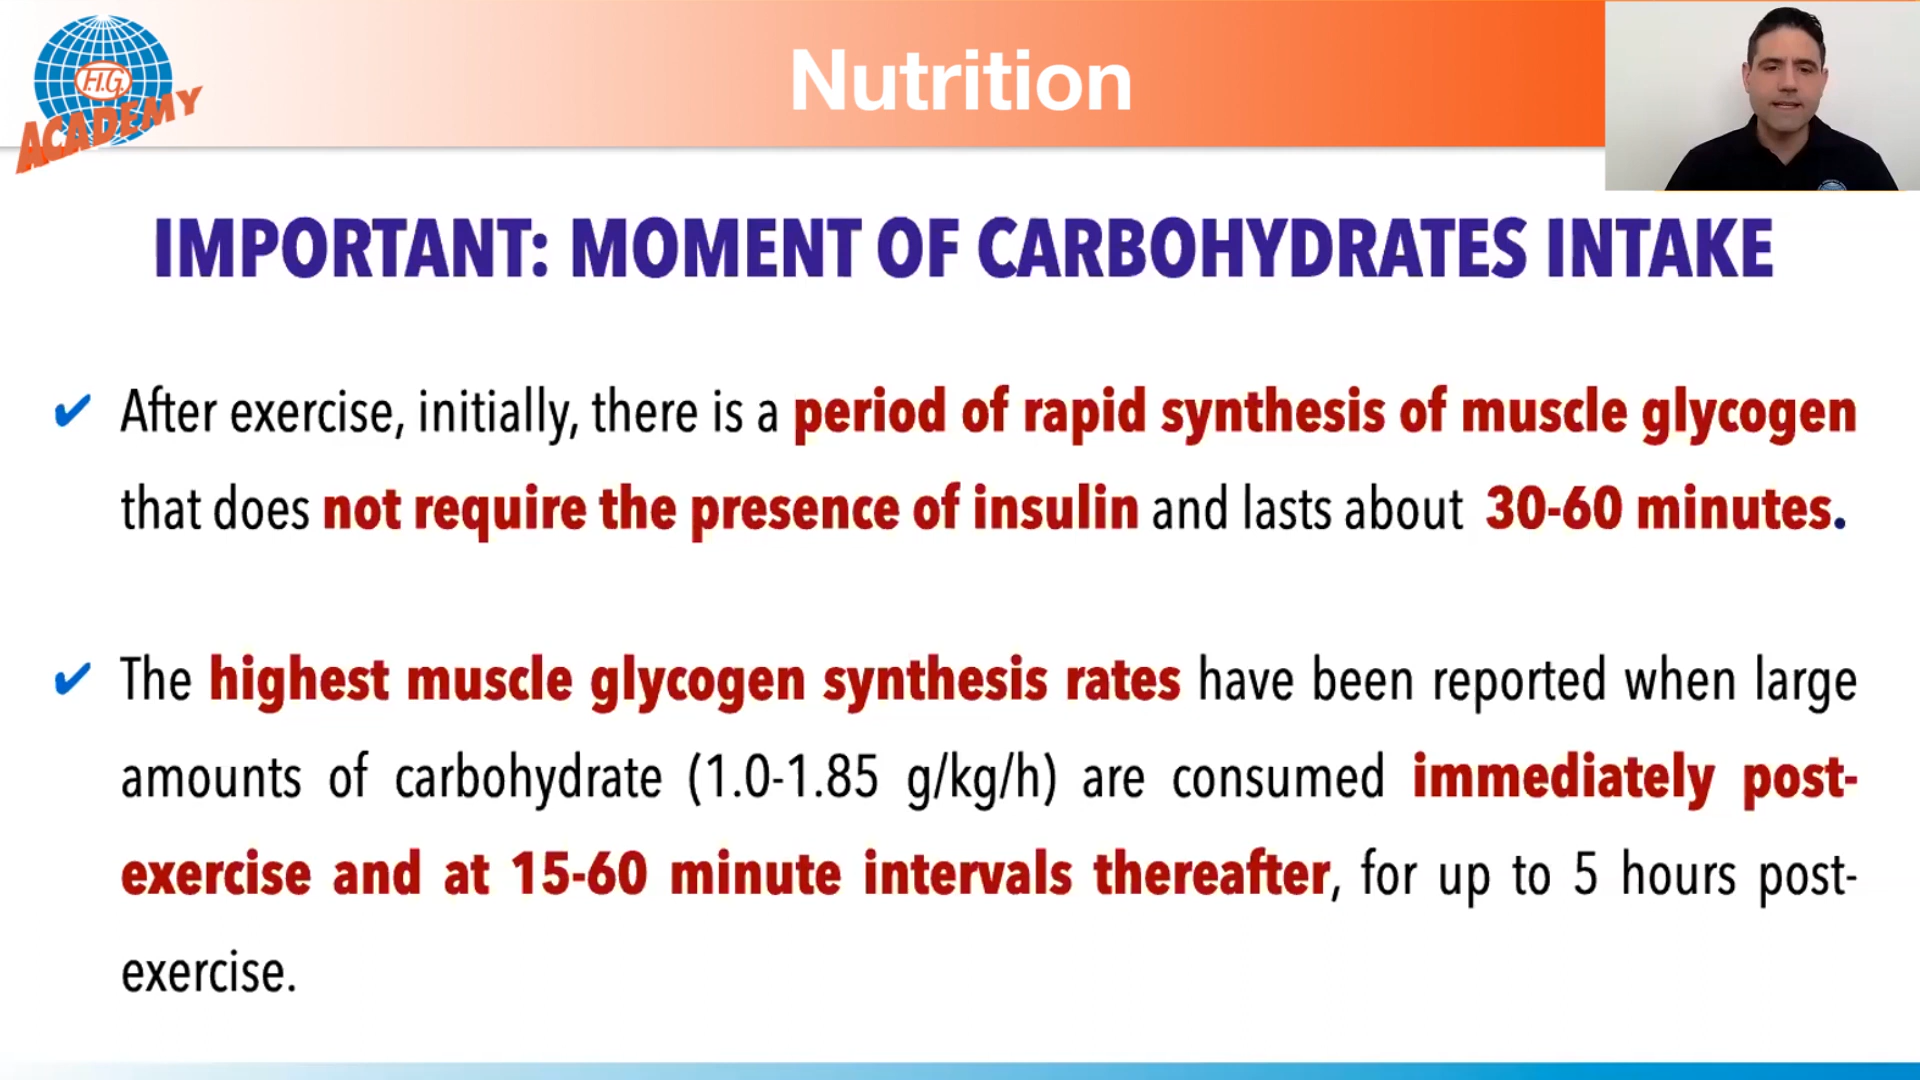 F.I.G.
ACADEMY
Nutrition
IMPORTANT: MOMENT OF CARBOHYDRATES INTAKE
✔ After exercise, initially, there is a period of rapid synthesis of muscle glycogen
that does not require the presence of insulin and lasts about 30-60 minutes.
✔ The highest muscle glycogen synthesis rates have been reported when large
amounts of carbohydrate (1.0-1.85 g/kg/h) are consumed immediately post-
exercise and at 15-60 minute intervals thereafter, for up to 5 hours post-
exercise.